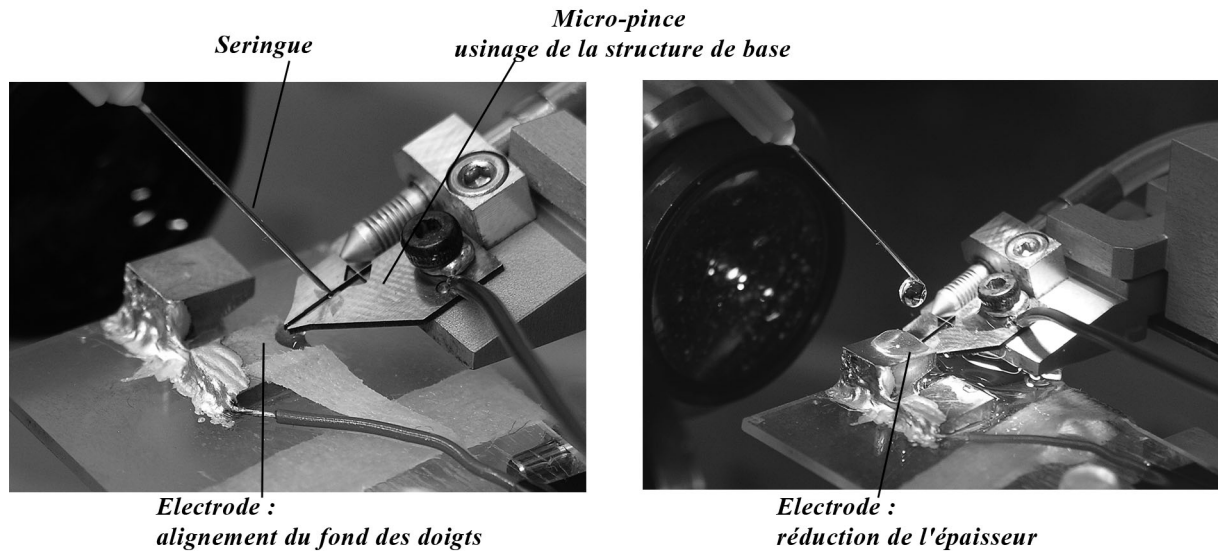 Seringue
Micro-pince
usinage de la structure de base
Electrode :
alignement du fond des doigts
Electrode :
réduction de l'épaisseur